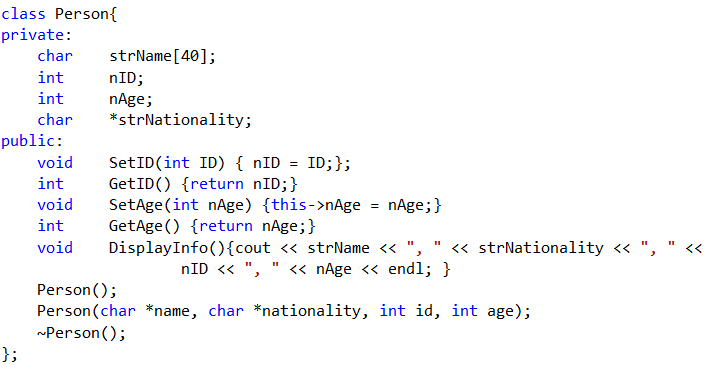 class Person{
private:
    char    strName[40];
    int     nID;
    int     nAge;
    char    *strNationality;
public:
    void    SetID(int ID) { nID = ID;};
    int     GetID() {return nID;}
    void    SetAge(int nAge) {this->nAge = nAge;}
    int     GetAge() {return nAge;}
    void    DisplayInfo(){cout << strName << ", " << strNationality << ", " <<
                    nID << ", " << nAge << endl; }
    Person();
    Person(char *name, char *nationality, int id, int age);
    ~Person();
};